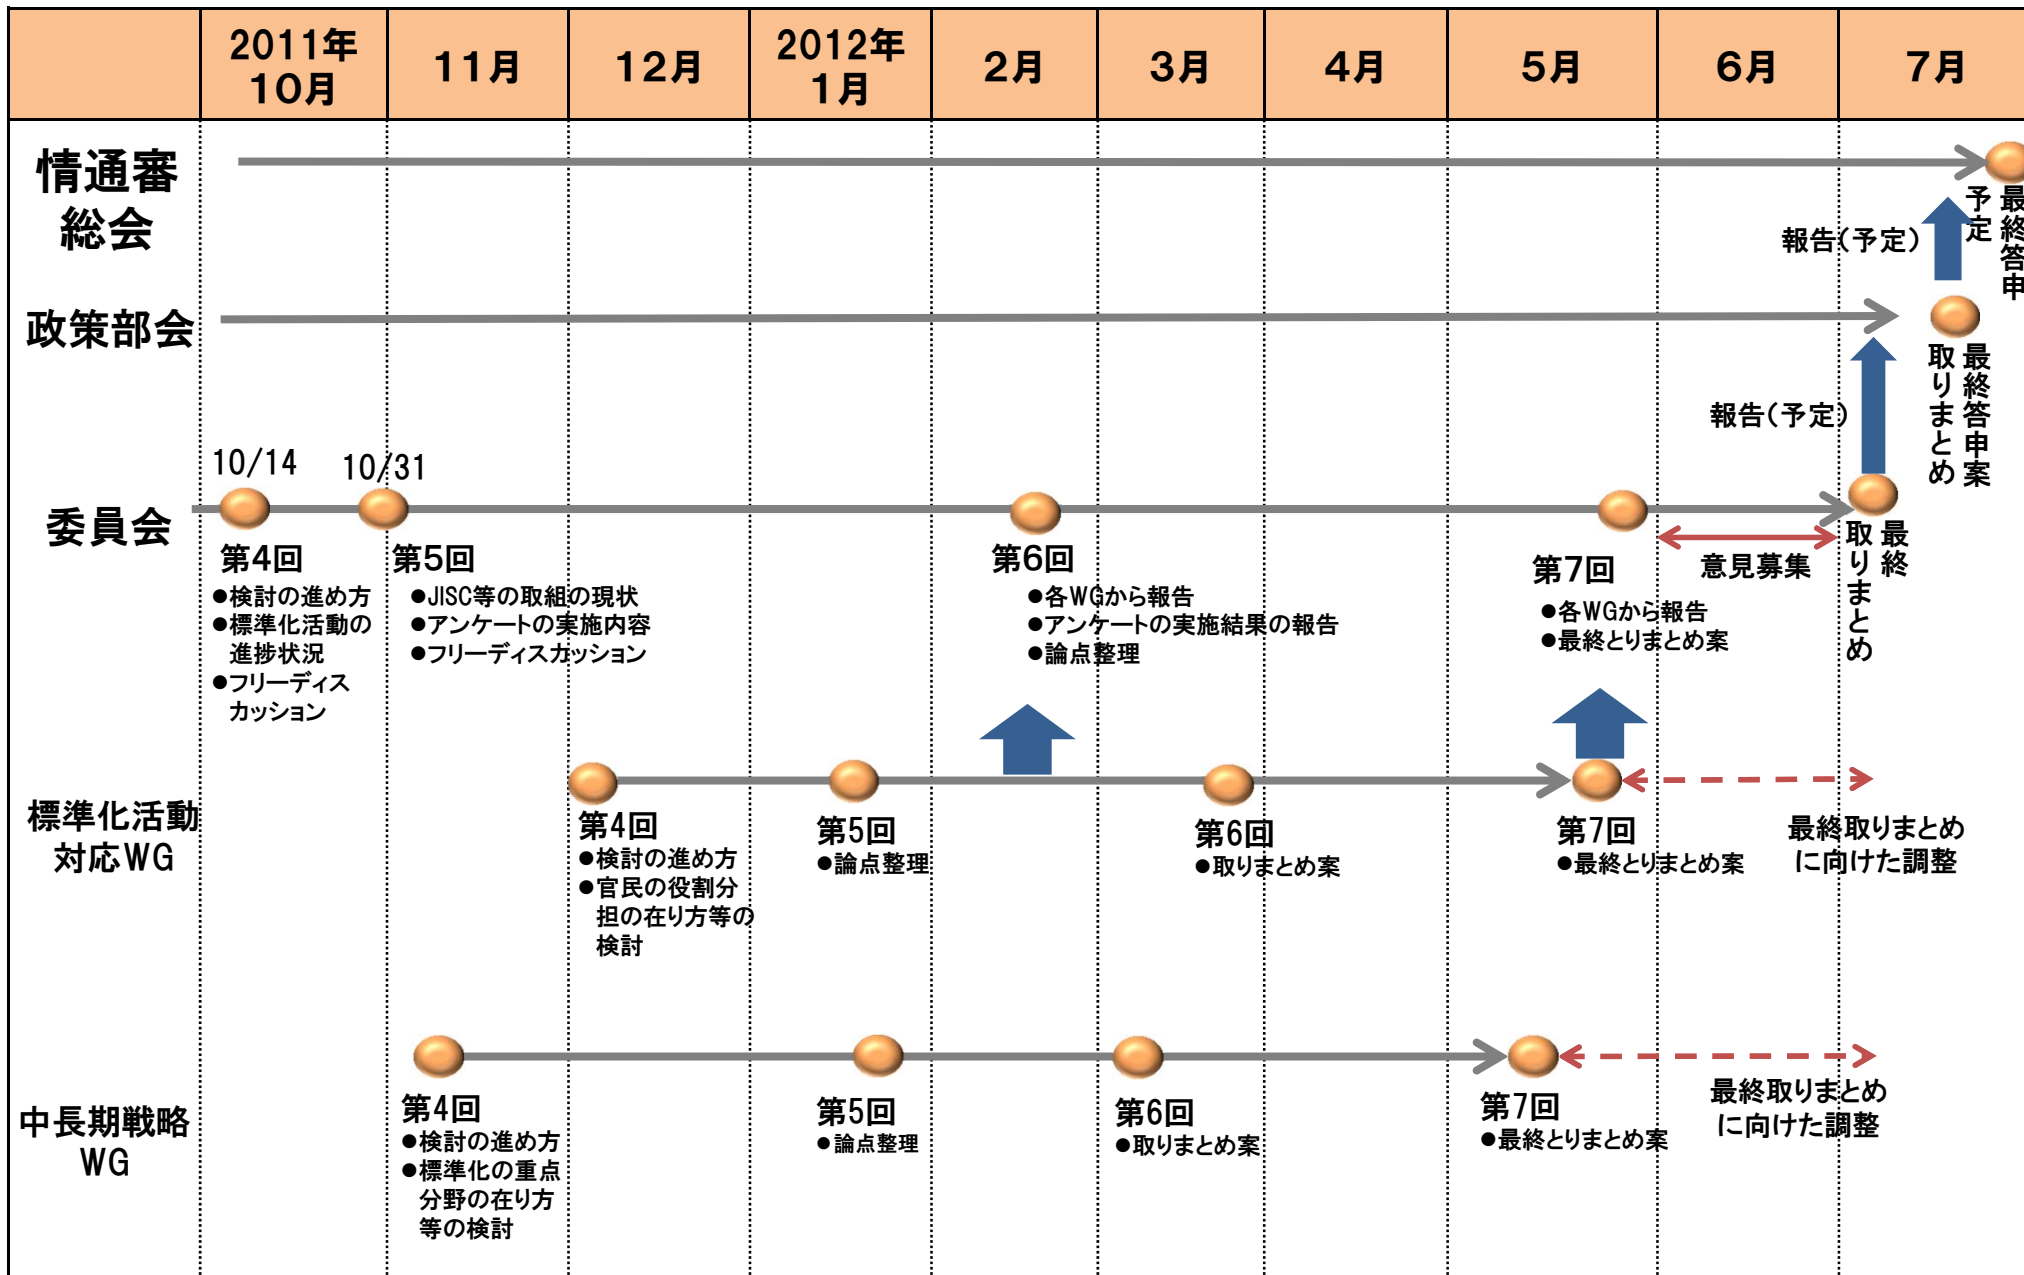 2011年
10月
11月
12月
2012年
1月
2月
3月
4月
5月
6月
7月
情通審
総会
最終答申
予定
報告(予定)
政策部会
最終答申案
取りまとめ
報告(予定)
委員会
10/14
10/31
第4回
●検討の進め方
●標準化活動の
進捗状況
●フリーディス
カッション
第5回
●JISC等の取組の現状
●アンケートの実施内容
●フリーディスカッション
第6回
●各WGから報告
●アンケートの実施結果の報告
●論点整理
第7回
●各WGから報告
●最終とりまとめ案
意見募集
最終
取りまとめ
標準化活動
対応WG
第4回
●検討の進め方
●官民の役割分
担の在り方等の
検討
第5回
●論点整理
第6回
●取りまとめ案
第7回
●最終とりまとめ案
最終取りまとめ
に向けた調整
中長期戦略
WG
第4回
●検討の進め方
●標準化の重点
分野の在り方
等の検討
第5回
●論点整理
第6回
●取りまとめ案
第7回
●最終とりまとめ案
最終取りまとめ
に向けた調整